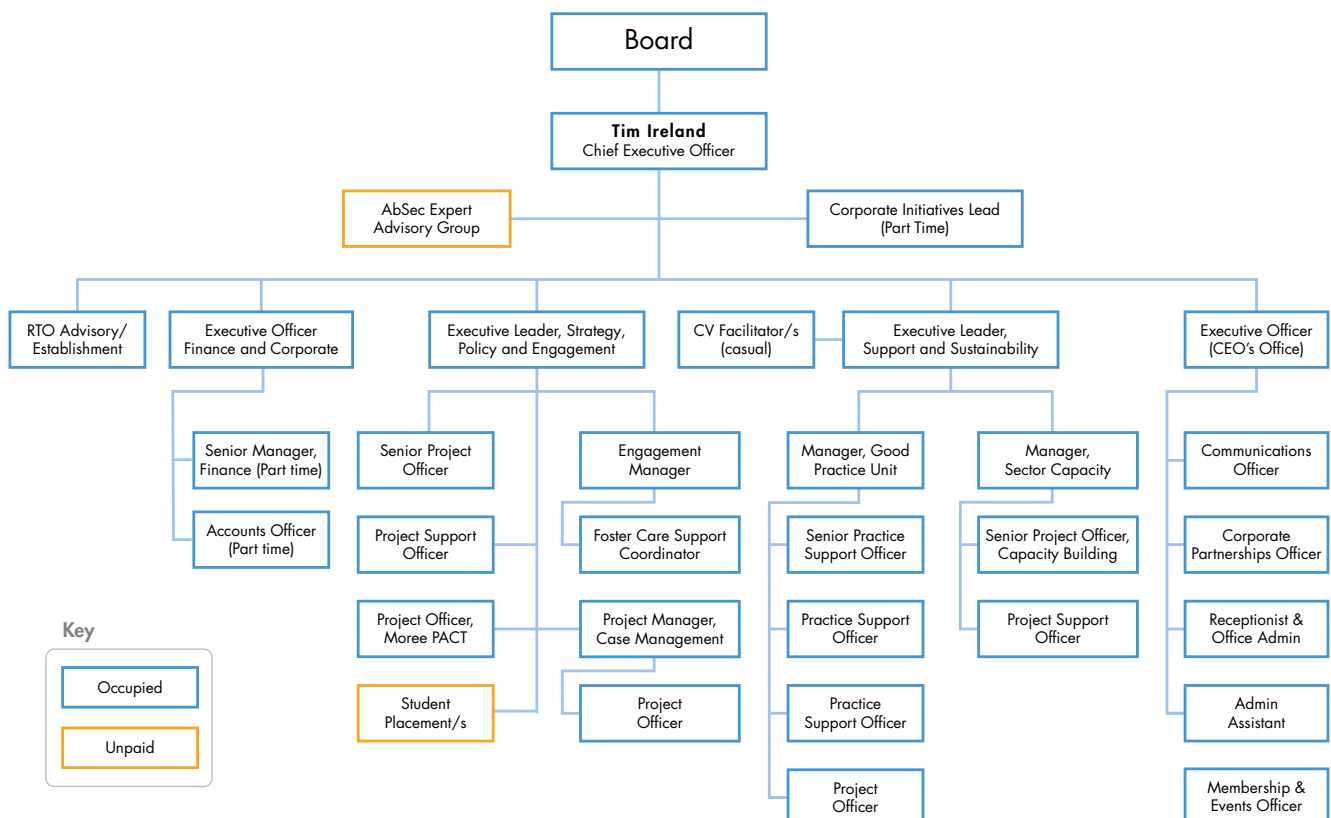 Board
Tim Ireland
Chief Executive Officer
AbSec Expert
Advisory Group
Corporate Initiatives Lead
(Part Time)
RTO Advisory/
Establishment
Executive Officer
Finance and Corporate
Executive Leader, Strategy,
Policy and Engagement
CV Facilitator/s
(casual)
Executive Leader,
Support and Sustainability
Executive Officer
(CEO's Office)
Senior Manager,
Finance (Part time)
Accounts Officer
(Part time)
Senior Project
Officer
Engagement
Manager
Project Support
Officer
Foster Care Support
Coordinator
Project Officer,
Moree PACT
Project Manager,
Case Management
Student
Placement/s
Project
Officer
Manager, Good
Practice Unit
Manager,
Sector Capacity
Senior Practice
Support Officer
Senior Project Officer,
Capacity Building
Practice Support
Officer
Project Support
Officer
Practice
Support Officer
Project
Officer
Communications
Officer
Corporate
Partnerships Officer
Receptionist &
Office Admin
Admin
Assistant
Membership &
Events Officer
Key
Occupied
Unpaid